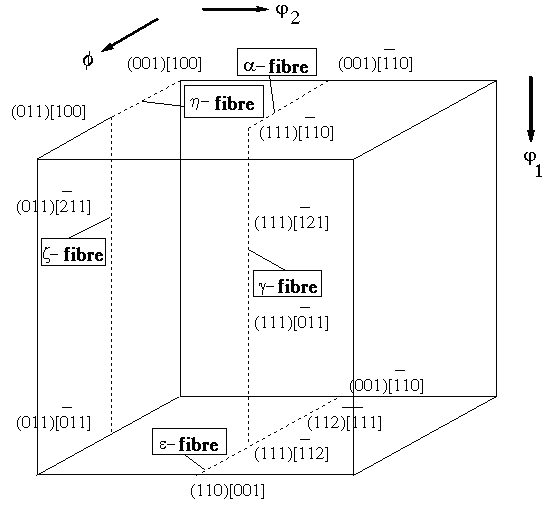 φ₂
ϕ
(001)[100]
α–fibre
(001)[1̄10]
(011)[100]
η–fibre
(111)[1̄10]
φ₁
(011)[2̄11]
(111)[1̄21]
ζ–fibre
γ–fibre
(111)[0̄11]
(001)[1̄10]
(011)[0̄11]
(112)[1̄1̄1]
ε–fibre
(111)[1̄12]
(110)[001]